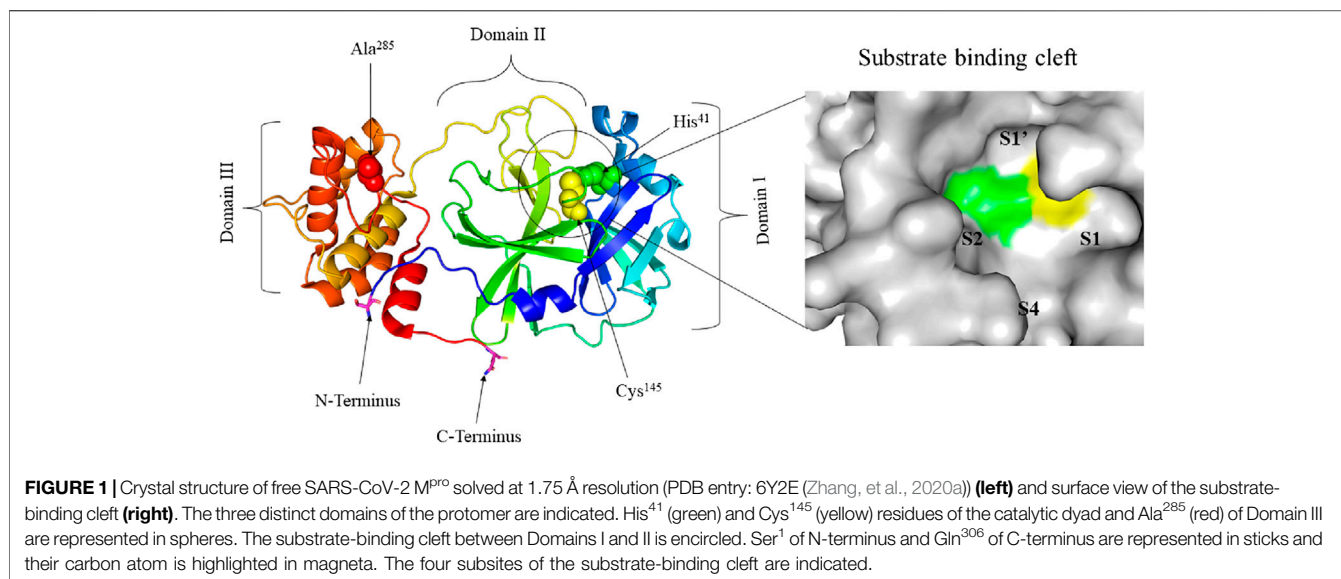 Domain II
Ala285
Substrate binding cleft
His41
S1’
Domain III
Domain I
S2
S1
S4
N-Terminus
Cys145
C-Terminus
FIGURE 1 | Crystal structure of free SARS-CoV-2 Mpro solved at 1.75 Å resolution (PDB entry: 6Y2E (Zhang, et al., 2020a)) (left) and surface view of the substrate-
binding cleft (right). The three distinct domains of the protomer are indicated. His41 (green) and Cys145 (yellow) residues of the catalytic dyad and Ala285 (red) of Domain III
are represented in spheres. The substrate-binding cleft between Domains I and II is encircled. Ser1 of N-terminus and Gln306 of C-terminus are represented in sticks and
their carbon atom is highlighted in magneta. The four subsites of the substrate-binding cleft are indicated.